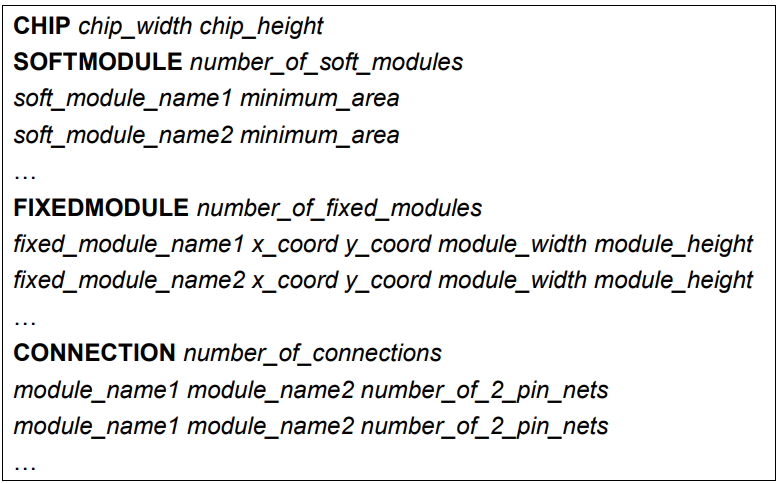 CHIP chip_width chip_height
SOFTMODULE number_of_soft_modules
soft_module_name1 minimum_area
soft_module_name2 minimum_area
…
FIXEDMODULE number_of_fixed_modules
fixed_module_name1 x_coord y_coord module_width module_height
fixed_module_name2 x_coord y_coord module_width module_height
…
CONNECTION number_of_connections
module_name1 module_name2 number_of_2_pin_nets
module_name1 module_name2 number_of_2_pin_nets
…